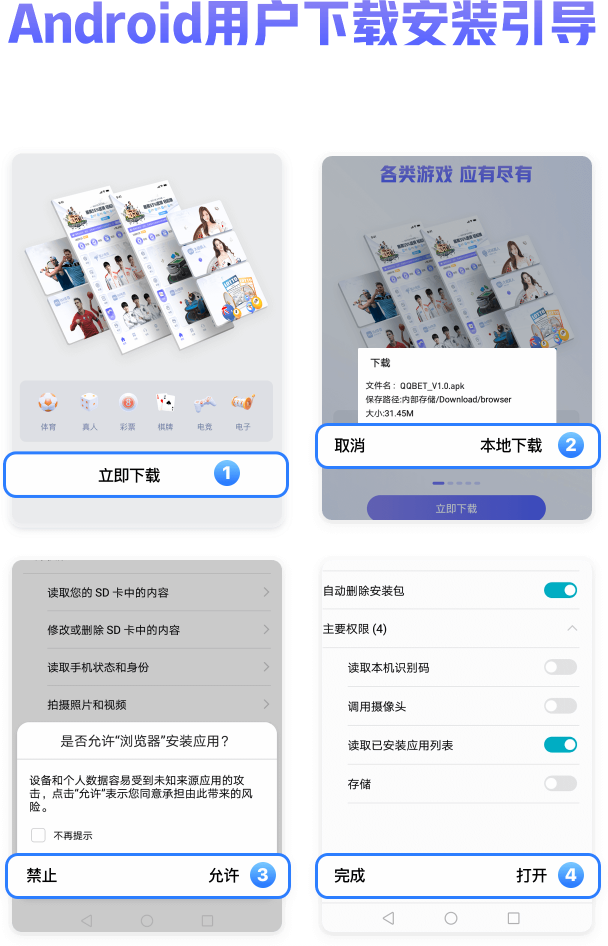 Android用户下载安装引导
体育
真人
彩票
棋牌
电竞
电子
立即下载
1
各类游戏 应有尽有
下载
文件名：QQBET_V1.0.apk
保存路径:内部存储/Download/browser
大小:31.45M
取消
本地下载
2
立即下载
读取您的 SD 卡中的内容
修改或删除 SD 卡中的内容
读取手机状态和身份
拍摄照片和视频
是否允许“浏览器”安装应用？
设备和个人数据容易受到未知来源应用的攻
击，点击“允许”表示您同意承担由此带来的风
险。
不再提示
禁止
允许
3
自动删除安装包
主要权限 (4)
读取本机识别码
调用摄像头
读取已安装应用列表
存储
完成
打开
4